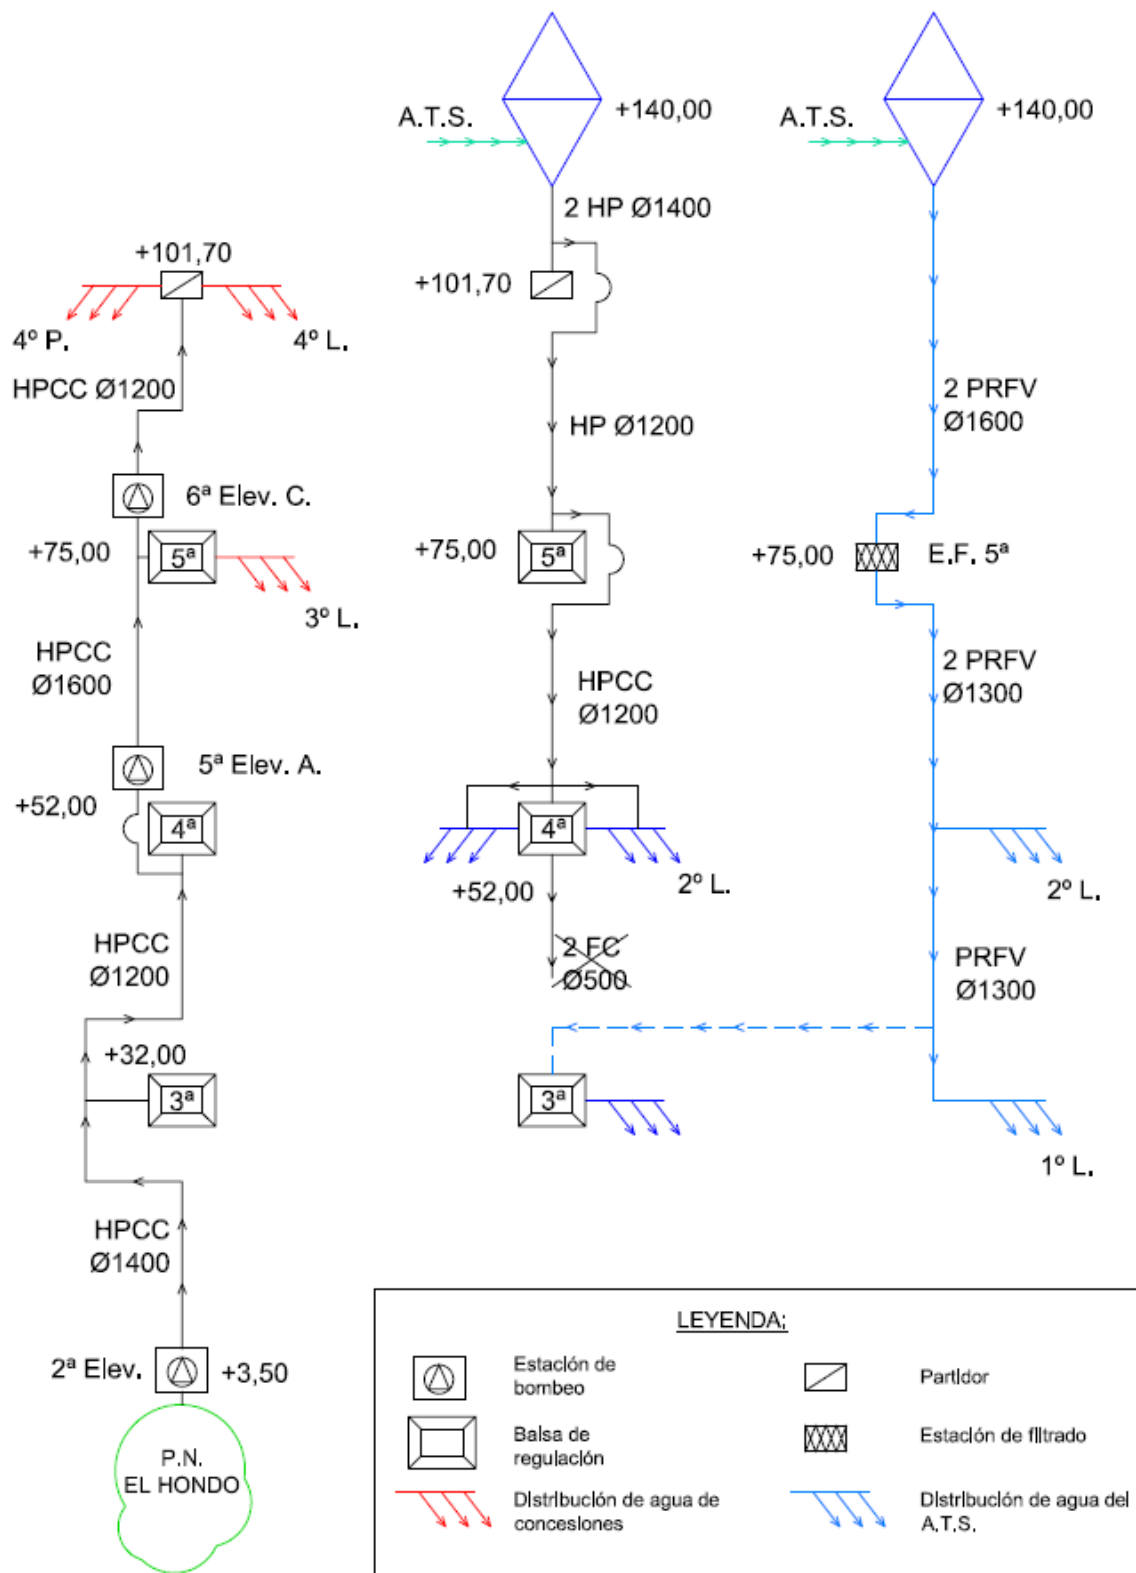 A.T.S.
+140,00
A.T.S.
+140,00
2 HP Ø1400
+101,70
+101,70
4º P.
4º L.
HPCC Ø1200
HP Ø1200
2 PRFV
Ø1600
6ª Elev. C.
+75,00
5ª
3º L.
+75,00
5ª
+75,00
E.F. 5ª
HPCC
Ø1600
HPCC
Ø1200
2 PRFV
Ø1300
5ª Elev. A.
+52,00
4ª
4ª
2º L.
+52,00
2º L.
HPCC
Ø1200
2 FC
Ø500
PRFV
Ø1300
+32,00
3ª
3ª
1º L.
HPCC
Ø1400
2ª Elev.
+3,50
P.N.
EL HONDO
LEYENDA:
Estación de
bombeo
Partidor
Balsa de
regulación
Estación de filtrado
Distribución de agua de
concesiones
Distribución de agua del
A.T.S.